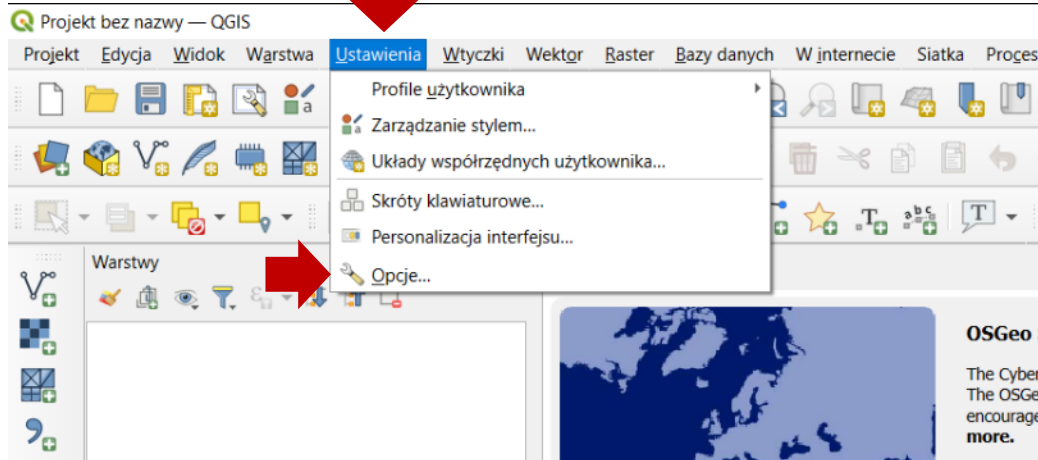 Projekt bez nazwy — QGIS
Projekt Edycja Widok Warstwa Ustawienia Wtyczki Wektor Raster Bazy danych W internecie Siatka Proces
Profile użytkownika
a Zarządzanie stylem...
Układy współrzędnych użytkownika...
Skróty klawiaturowe...
Personalizacja interfejsu...
Opcje...
Warstwy
OSGeo
The Cyber
The OSGe
encourage
more.